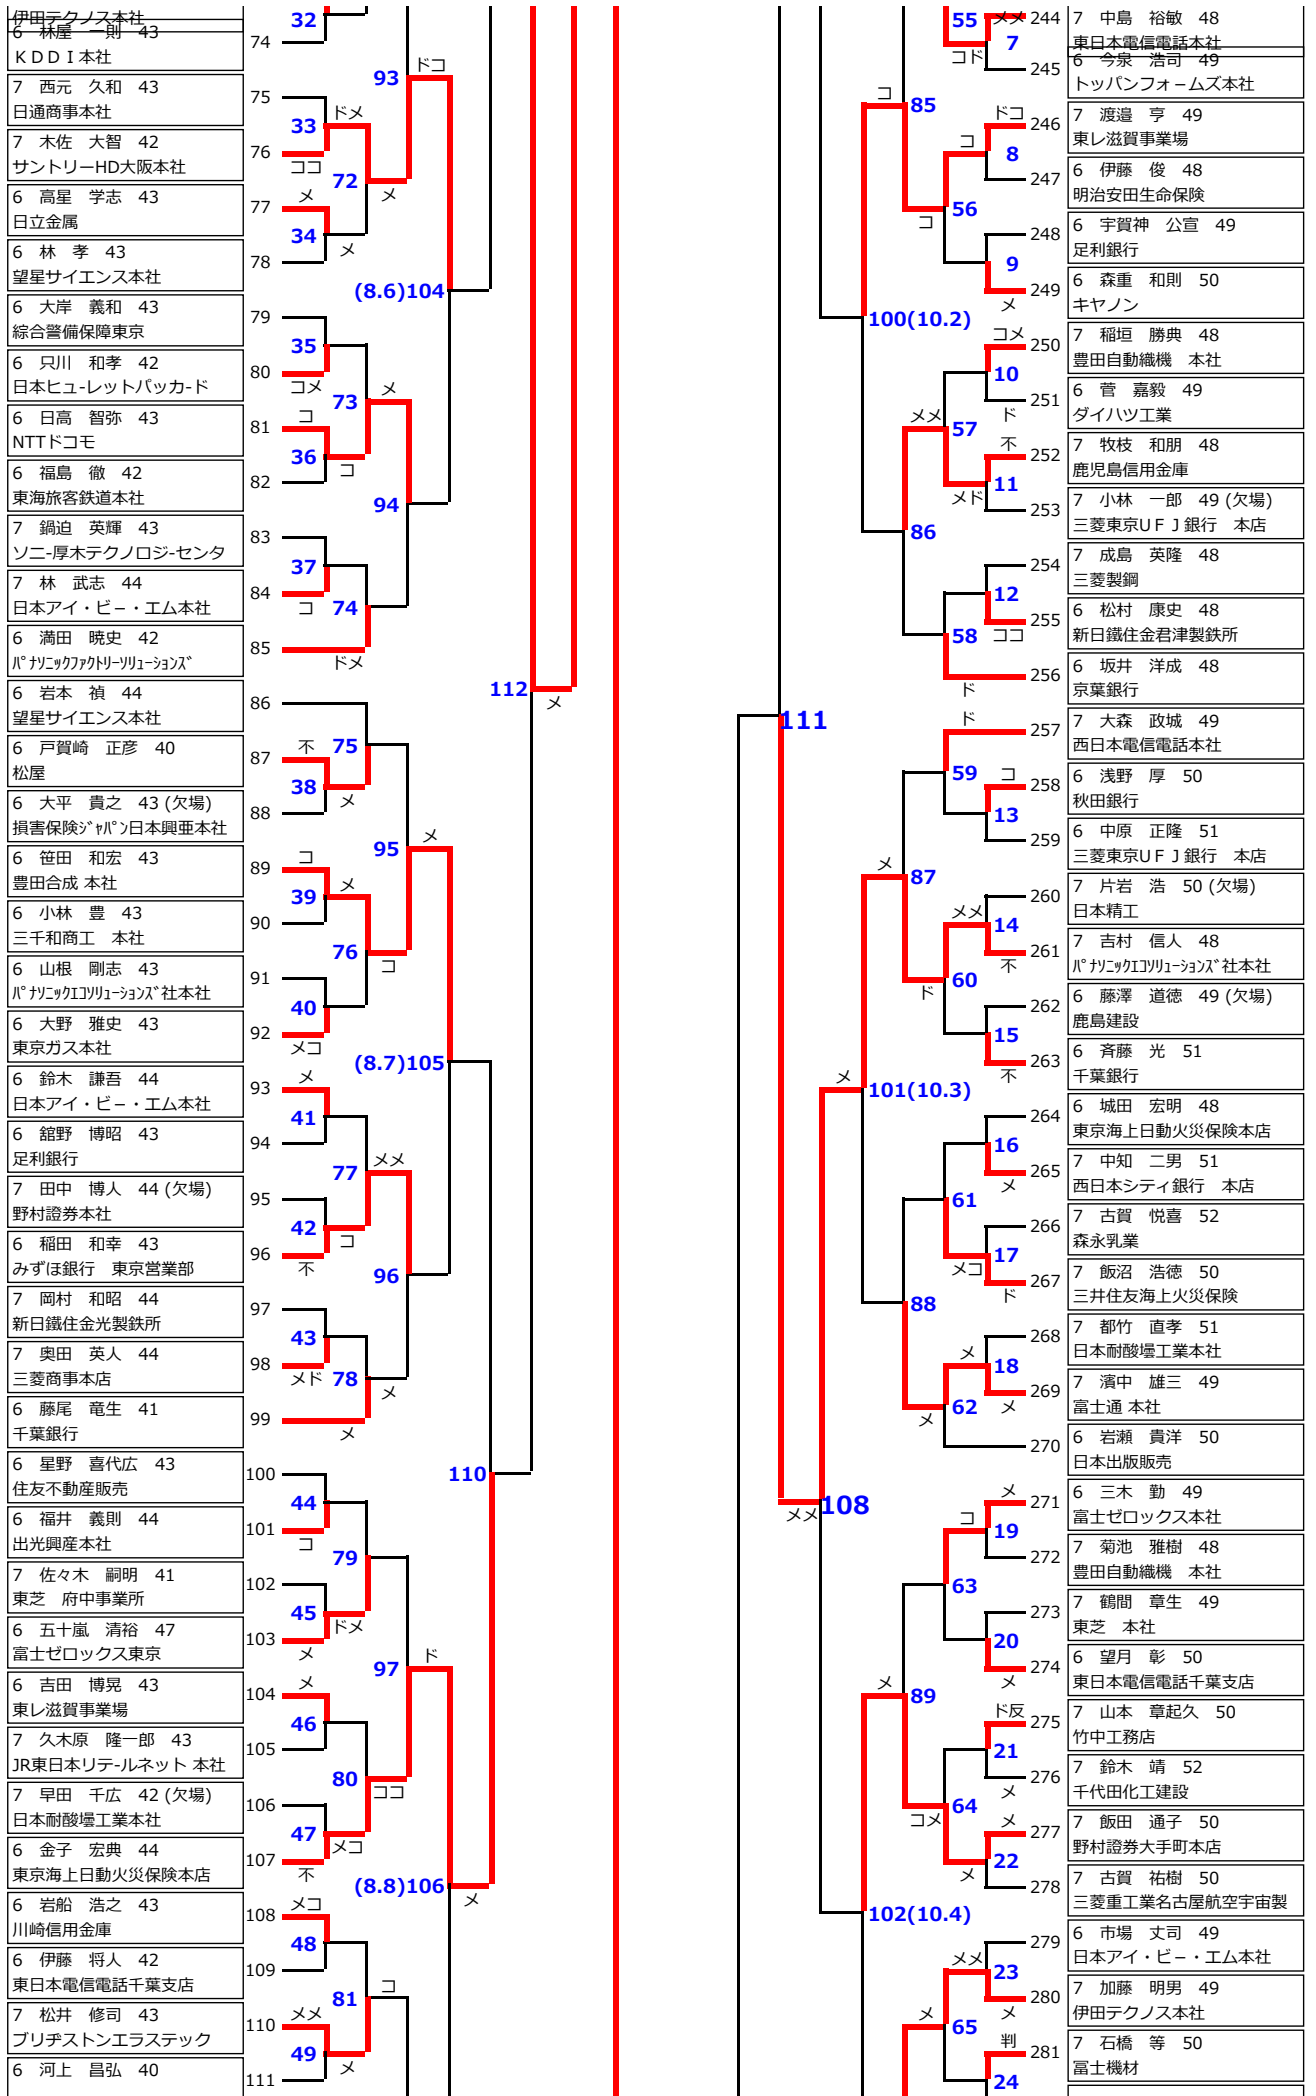 伊田テクノス本社
6 林屋 一則 43
74
ＫＤＤＩ本社
7 西元 久和 43
75
日通商事本社
7 木佐 大智 42
76
サントリーHD大阪本社
6 高星 学志 43
77
日立金属
6 林 孝 43
78
望星サイエンス本社
6 大岸 義和 43
79
綜合警備保障東京
6 只川 和孝 42
80
日本ヒュ-レットパッカ-ド
6 日高 智弥 43
81
NTTドコモ
6 福島 徹 42
82
東海旅客鉄道本社
7 鍋迫 英輝 43
83
ソニ-厚木テクノロジ-センタ
7 林 武志 44
84
日本アイ・ビ－・エム本社
6 満田 暁史 42
85
ﾊﾟﾅｿﾆｯｸﾌｧｸﾄﾘｰｿﾘｭｰｼｮﾝｽﾞ
6 岩本 禎 44
86
望星サイエンス本社
6 戸賀崎 正彦 40
87
松屋
6 大平 貴之 43 (欠場)
88
損害保険ｼﾞｬﾊﾟﾝ日本興亜本社
6 笹田 和宏 43
89
豊田合成 本社
6 小林 豊 43
90
三千和商工 本社
6 山根 剛志 43
91
ﾊﾟﾅｿﾆｯｸｴｺｿﾘｭｰｼｮﾝｽﾞ社本社
6 大野 雅史 43
92
東京ガス本社
6 鈴木 謙吾 44
93
日本アイ・ビ－・エム本社
6 舘野 博昭 43
94
足利銀行
7 田中 博人 44 (欠場)
95
野村證券本社
6 稲田 和幸 43
96
みずほ銀行 東京営業部
7 岡村 和昭 44
97
新日鐵住金光製鉄所
7 奥田 英人 44
98
三菱商事本店
6 藤尾 竜生 41
99
千葉銀行
6 星野 喜代広 43
100
住友不動産販売
6 福井 義則 44
101
出光興産本社
7 佐々木 嗣明 41
102
東芝 府中事業所
6 五十嵐 清裕 47
103
富士ゼロックス東京
6 吉田 博晃 43
104
東レ滋賀事業場
7 久木原 隆一郎 43
105
JR東日本リテ-ルネット 本社
7 早田 千広 42 (欠場)
106
日本耐酸壜工業本社
6 金子 宏典 44
107
東京海上日動火災保険本店
6 岩船 浩之 43
108
川崎信用金庫
6 伊藤 将人 42
109
東日本電信電話千葉支店
7 松井 修司 43
110
ブリヂストンエラステック
6 河上 昌弘 40
111
32
33
ドメ
ココ
72
メ
メ
34
メ
93
ドコ
(8.6)104
35
コメ
73
メ
コ
36
コ
94
37
コ
74
ドメ
112
メ
不
75
38
メ
95
メ
コ
39
メ
76
コ
40
メコ
(8.7)105
メ
41
77
メメ
42
コ
不
96
43
メド
78
メ
メ
110
44
コ
79
45
ドメ
メ
97
ド
メ
46
80
ココ
47
メコ
不
(8.8)106
メ
メコ
48
81
コ
メメ
49
メ
55
メメ
7
コド
コ
85
ドコ
コ
8
56
コ
9
メ
100(10.2)
コメ
10
ド
メメ
57
不
メド
11
86
12
ココ
58
ド
111
ド
59
コ
13
メ
87
メメ
14
不
60
ド
15
不
メ
101(10.3)
16
メ
61
17
メコ
ド
88
メ
18
メ
62
メ
メメ
108
メ
コ
19
63
20
メ
メ
89
ド反
21
メ
64
コメ
メ
22
メ
102(10.4)
メメ
23
メ
メ
65
判
24
244
7 中島 裕敏 48
東日本電信電話本社
6 今泉 浩司 49
245
トッパンフォ－ムズ本社
7 渡邉 亨 49
246
東レ滋賀事業場
6 伊藤 俊 48
247
明治安田生命保険
6 宇賀神 公宣 49
248
足利銀行
6 森重 和則 50
249
キヤノン
7 稲垣 勝典 48
250
豊田自動織機 本社
6 菅 嘉毅 49
251
ダイハツ工業
7 牧枝 和朋 48
252
鹿児島信用金庫
7 小林 一郎 49 (欠場)
253
三菱東京ＵＦＪ銀行 本店
7 成島 英隆 48
254
三菱製鋼
6 松村 康史 48
255
新日鐵住金君津製鉄所
6 坂井 洋成 48
256
京葉銀行
7 大森 政城 49
257
西日本電信電話本社
6 浅野 厚 50
258
秋田銀行
6 中原 正隆 51
259
三菱東京ＵＦＪ銀行 本店
7 片岩 浩 50 (欠場)
260
日本精工
7 吉村 信人 48
261
ﾊﾟﾅｿﾆｯｸｴｺｿﾘｭｰｼｮﾝｽﾞ社本社
6 藤澤 道徳 49 (欠場)
262
鹿島建設
6 斉藤 光 51
263
千葉銀行
6 城田 宏明 48
264
東京海上日動火災保険本店
7 中知 二男 51
265
西日本シティ銀行 本店
7 古賀 悦喜 52
266
森永乳業
7 飯沼 浩徳 50
267
三井住友海上火災保険
7 都竹 直孝 51
268
日本耐酸壜工業本社
7 濱中 雄三 49
269
富士通 本社
6 岩瀬 貴洋 50
270
日本出版販売
6 三木 勤 49
271
富士ゼロックス本社
7 菊池 雅樹 48
272
豊田自動織機 本社
7 鶴間 章生 49
273
東芝 本社
6 望月 彰 50
274
東日本電信電話千葉支店
7 山本 章起久 50
275
竹中工務店
7 鈴木 靖 52
276
千代田化工建設
7 飯田 通子 50
277
野村證券大手町本店
7 古賀 祐樹 50
278
三菱重工業名古屋航空宇宙製
6 市場 丈司 49
279
日本アイ・ビ－・エム本社
7 加藤 明男 49
280
伊田テクノス本社
7 石橋 等 50
281
冨士機材